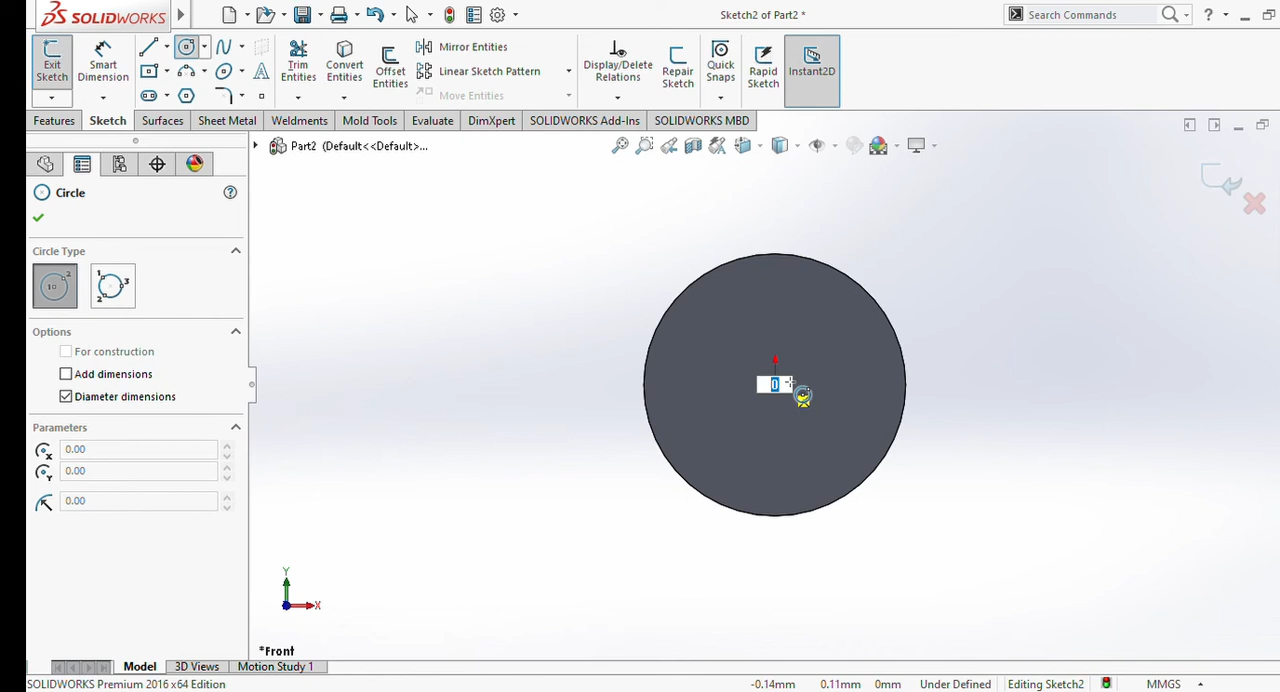 SOLIDWORKS
Sketch2 of Part2 *
Search Commands
?
Exit Sketch
Smart Dimension
Trim Entities
Convert Entities
Offset Entities
Mirror Entities
Linear Sketch Pattern
Move Entities
Display/Delete Relations
Repair Sketch
Quick Snaps
Rapid Sketch
Instant2D
Features
Sketch
Surfaces
Sheet Metal
Weldments
Mold Tools
Evaluate
DimXpert
SOLIDWORKS Add-Ins
SOLIDWORKS MBD
Part2 (Default<<Default>...
Circle
?
Circle Type
Options
For construction
Add dimensions
Diameter dimensions
Parameters
0.00
0.00
0.00
0
Y
X
*Front
Model
3D Views
Motion Study 1
SOLIDWORKS Premium 2016 x64 Edition
-0.14mm
0.11mm
0mm
Under Defined
Editing Sketch2
MMGS